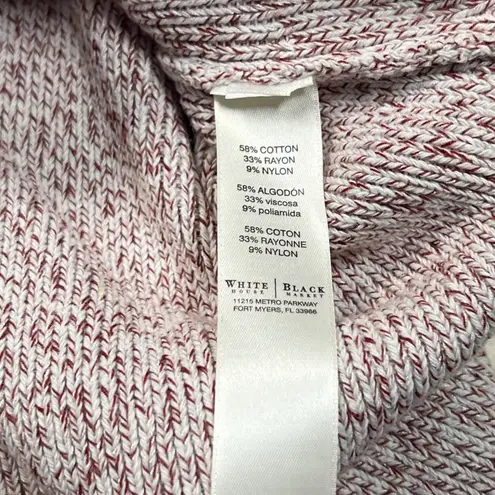 58% COTTON
33% RAYON
9% NYLON
58% ALGODÓN
33% viscosa
9% poliamida
58% COTON
33% RAYONNE
9% NYLON
WHITE | BLACK
HOUSE | MARKET
11215 METRO PARKWAY
FORT MYERS, FL 33966